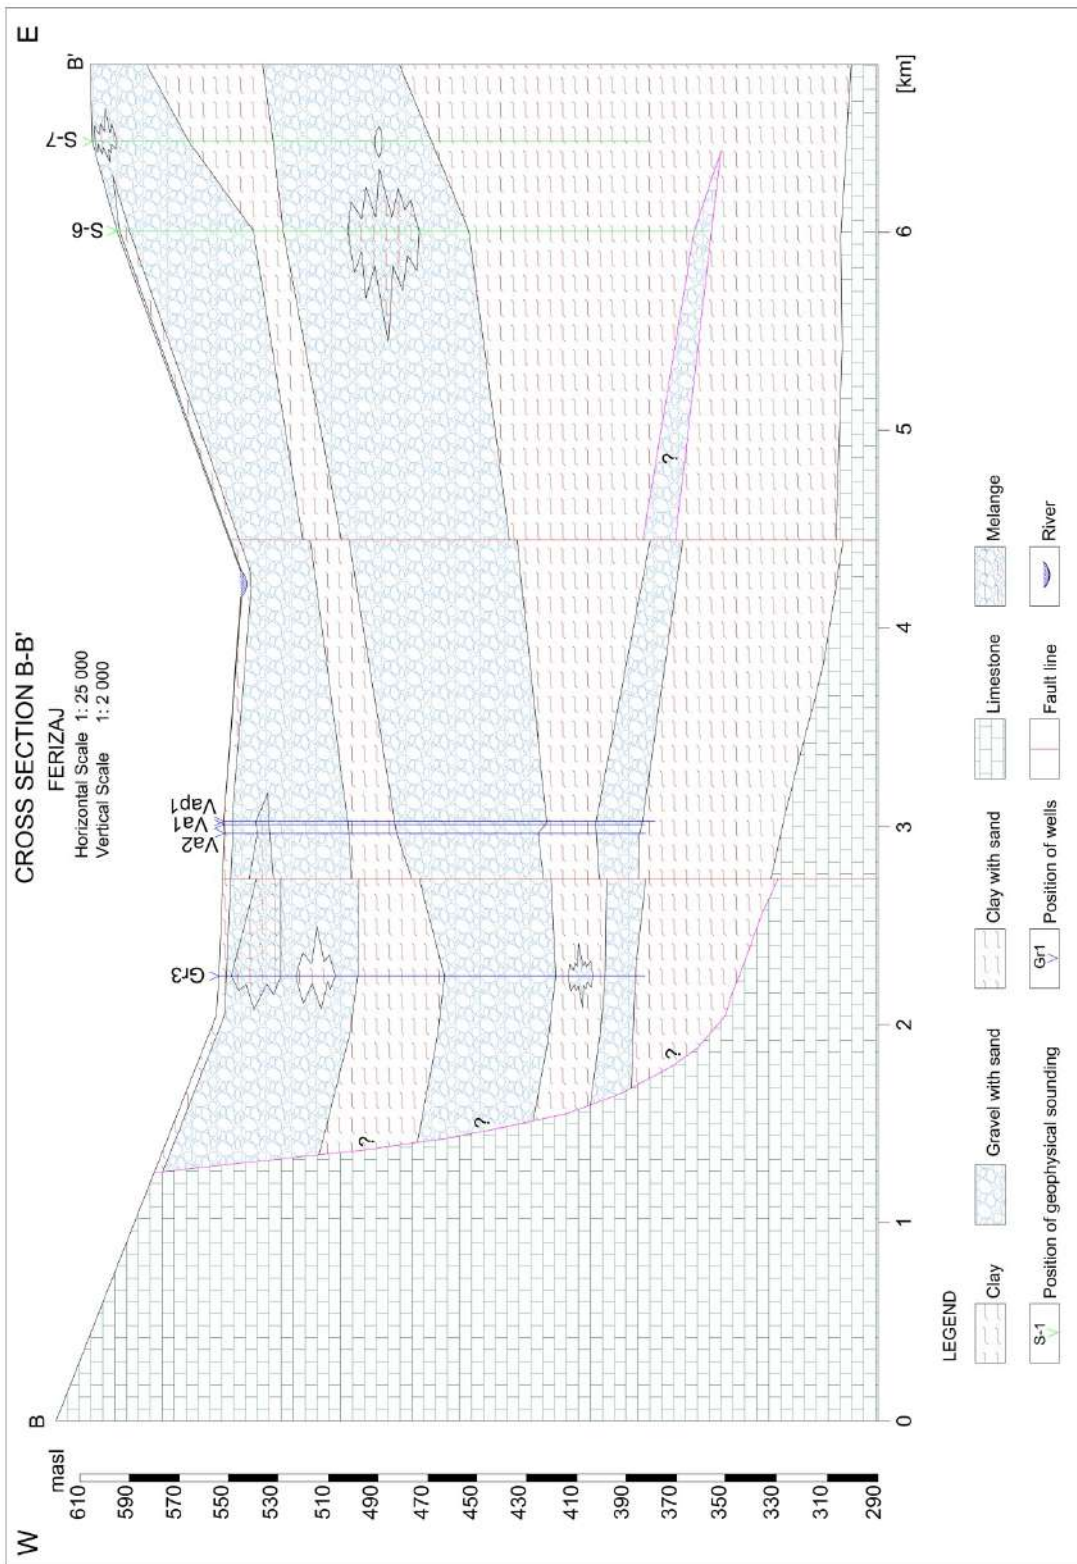 W
E
CROSS SECTION B-B'
FERIZAJ
Horizontal Scale 1: 25 000
Vertical Scale 1: 2 000
masl
B
B'
610
590
570
550
530
510
490
470
450
430
410
390
370
350
330
310
290
Gr3
Va2
Va1
Vap1
S-6
S-7
?
?
?
?
0
1
2
3
4
5
6
[km]
LEGEND
Clay
Gravel with sand
Clay with sand
Limestone
Melange
S-1
Position of geophysical sounding
Gr1
Position of wells
Fault line
River